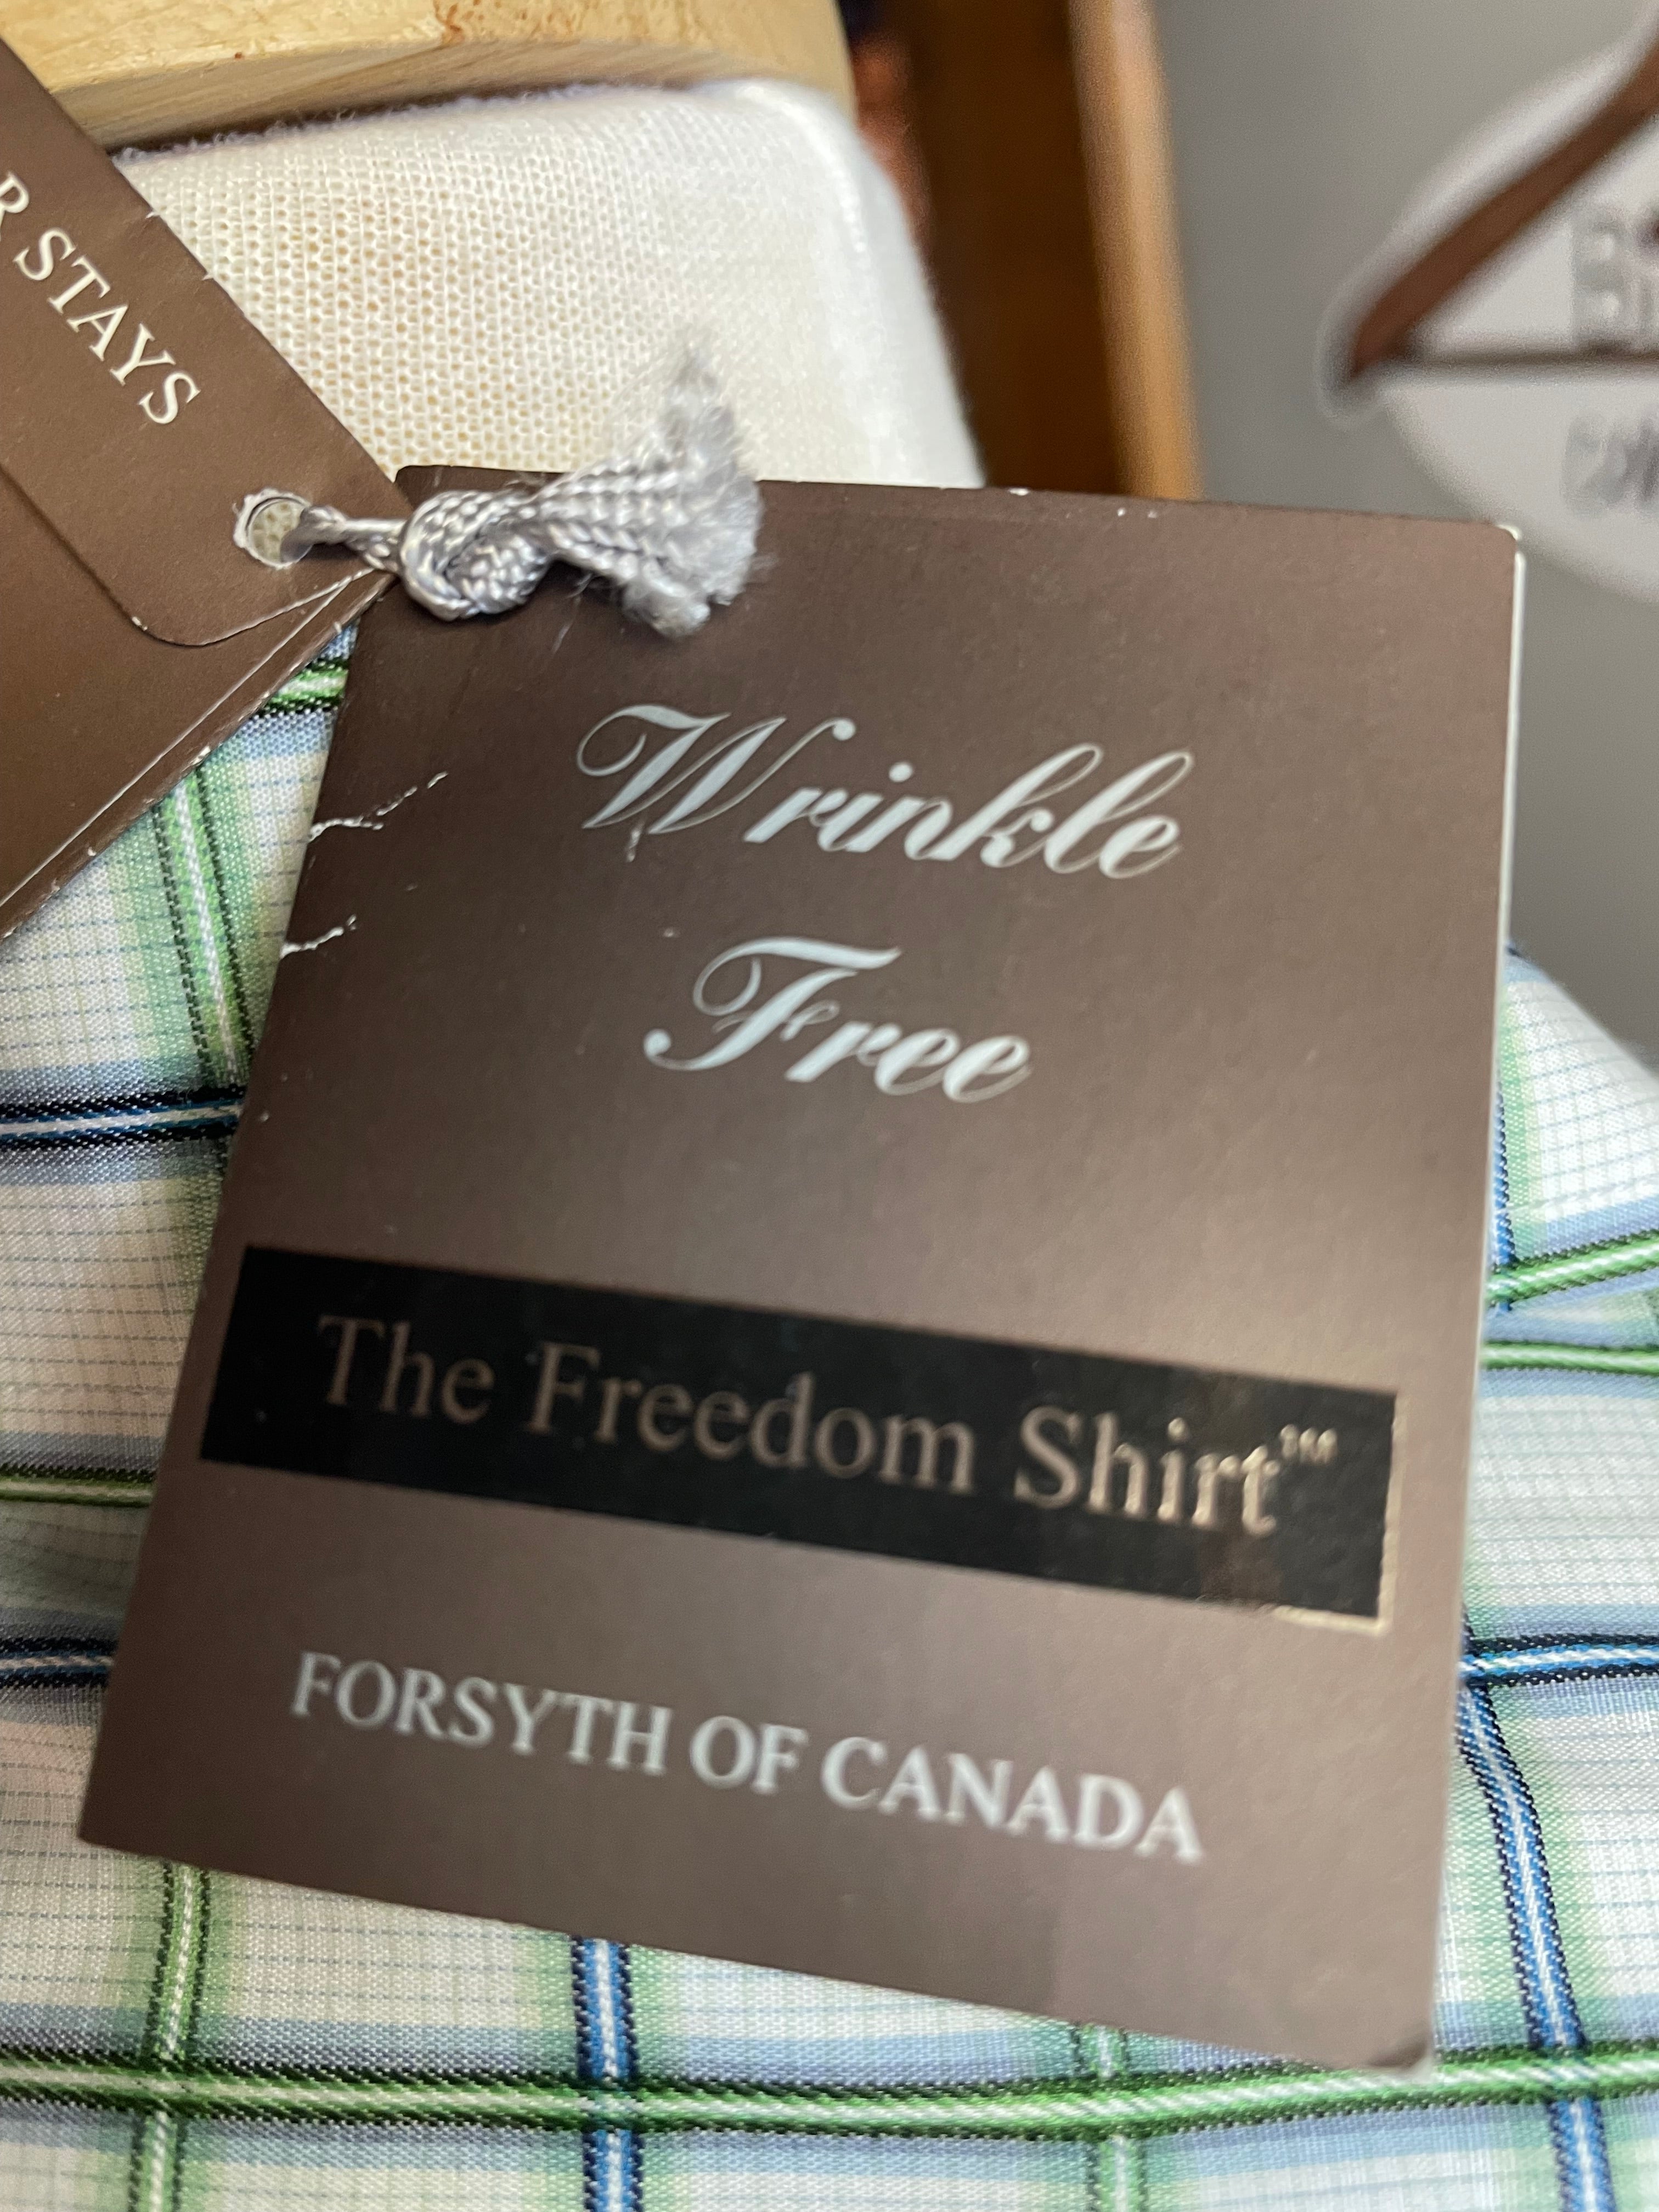 R STAYS
Wrinkle
Free
The Freedom Shirt™
FORSYTH OF CANADA